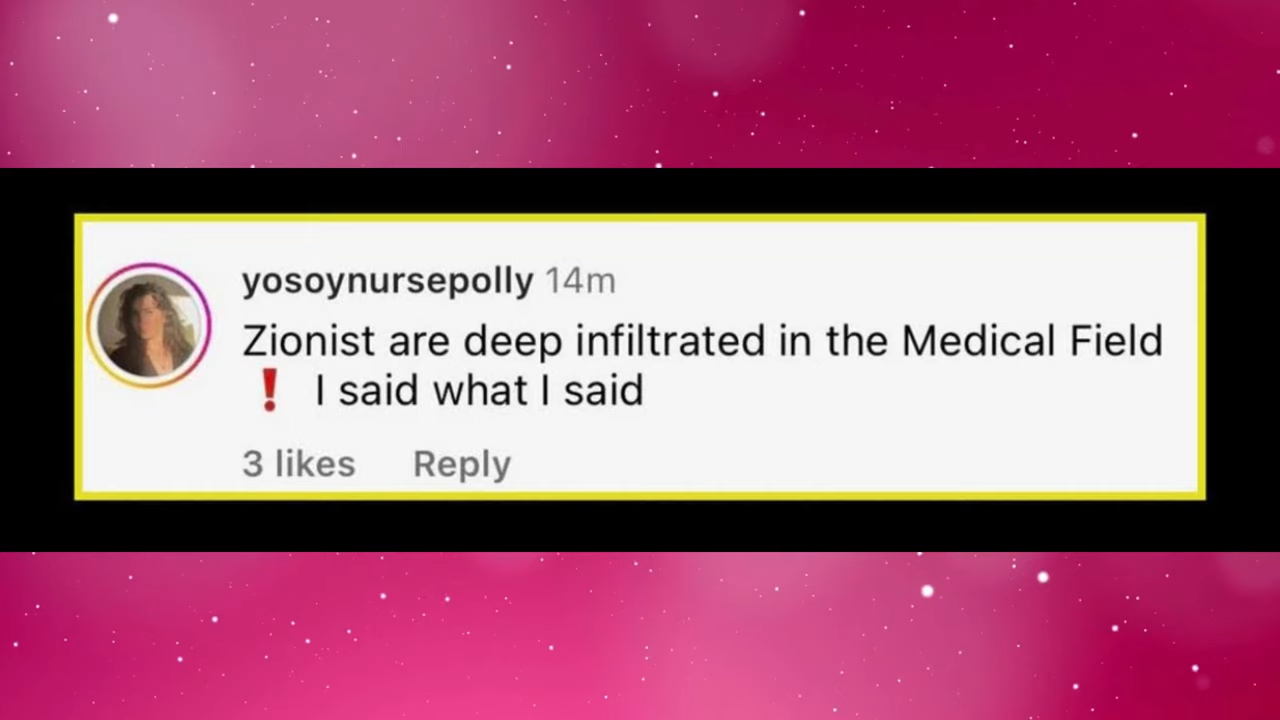 yosoynursepolly 14m
Zionist are deep infiltrated in the Medical Field
❗ I said what I said
3 likes Reply